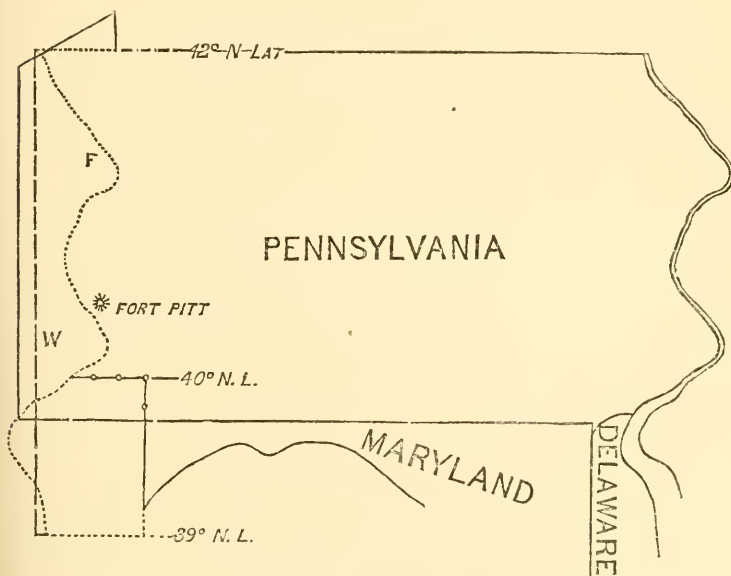 42° N-LAT
F
PENNSYLVANIA
FORT PITT
W
40° N. L.
MARYLAND
DELAWARE
39° N. L.